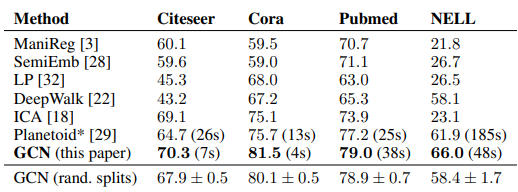 Method Citeseer Cora Pubmed NELL
ManiReg [3] 60.1 59.5 70.7 21.8
SemiEmb [28] 59.6 59.0 71.1 26.7
LP [32] 45.3 68.0 63.0 26.5
DeepWalk [22] 43.2 67.2 65.3 58.1
ICA [18] 69.1 75.1 73.9 23.1
Planetoid* [29] 64.7 (26s) 75.7 (13s) 77.2 (25s) 61.9 (185s)
GCN (this paper) 70.3 (7s) 81.5 (4s) 79.0 (38s) 66.0 (48s)
GCN (rand. splits) 67.9 ± 0.5 80.1 ± 0.5 78.9 ± 0.7 58.4 ± 1.7